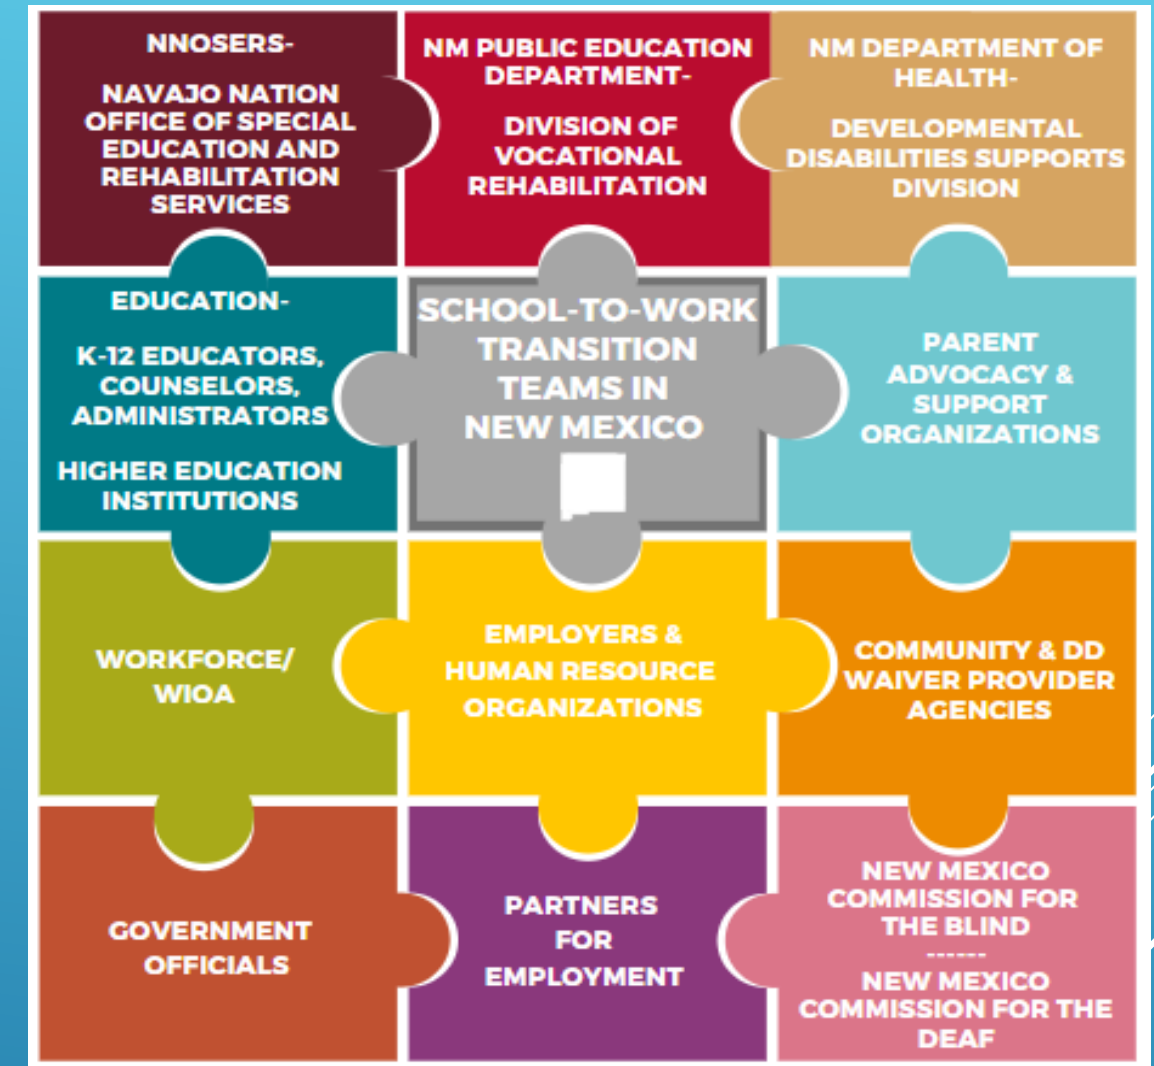 NNOSERS-
NAVAJO NATION
OFFICE OF SPECIAL
EDUCATION AND
REHABILITATION
SERVICES
NM PUBLIC EDUCATION
DEPARTMENT-
DIVISION OF
VOCATIONAL
REHABILITATION
NM DEPARTMENT OF
HEALTH-
DEVELOPMENTAL
DISABILITIES SUPPORTS
DIVISION
EDUCATION-
K-12 EDUCATORS,
COUNSELORS,
ADMINISTRATORS
HIGHER EDUCATION
INSTITUTIONS
SCHOOL-TO-WORK
TRANSITION
TEAMS IN
NEW MEXICO
PARENT
ADVOCACY &
SUPPORT
ORGANIZATIONS
WORKFORCE/
WIOA
EMPLOYERS &
HUMAN RESOURCE
ORGANIZATIONS
COMMUNITY & DD
WAIVER PROVIDER
AGENCIES
GOVERNMENT
OFFICIALS
PARTNERS
FOR
EMPLOYMENT
NEW MEXICO
COMMISSION FOR
THE BLIND
------
NEW MEXICO
COMMISSION FOR THE
DEAF